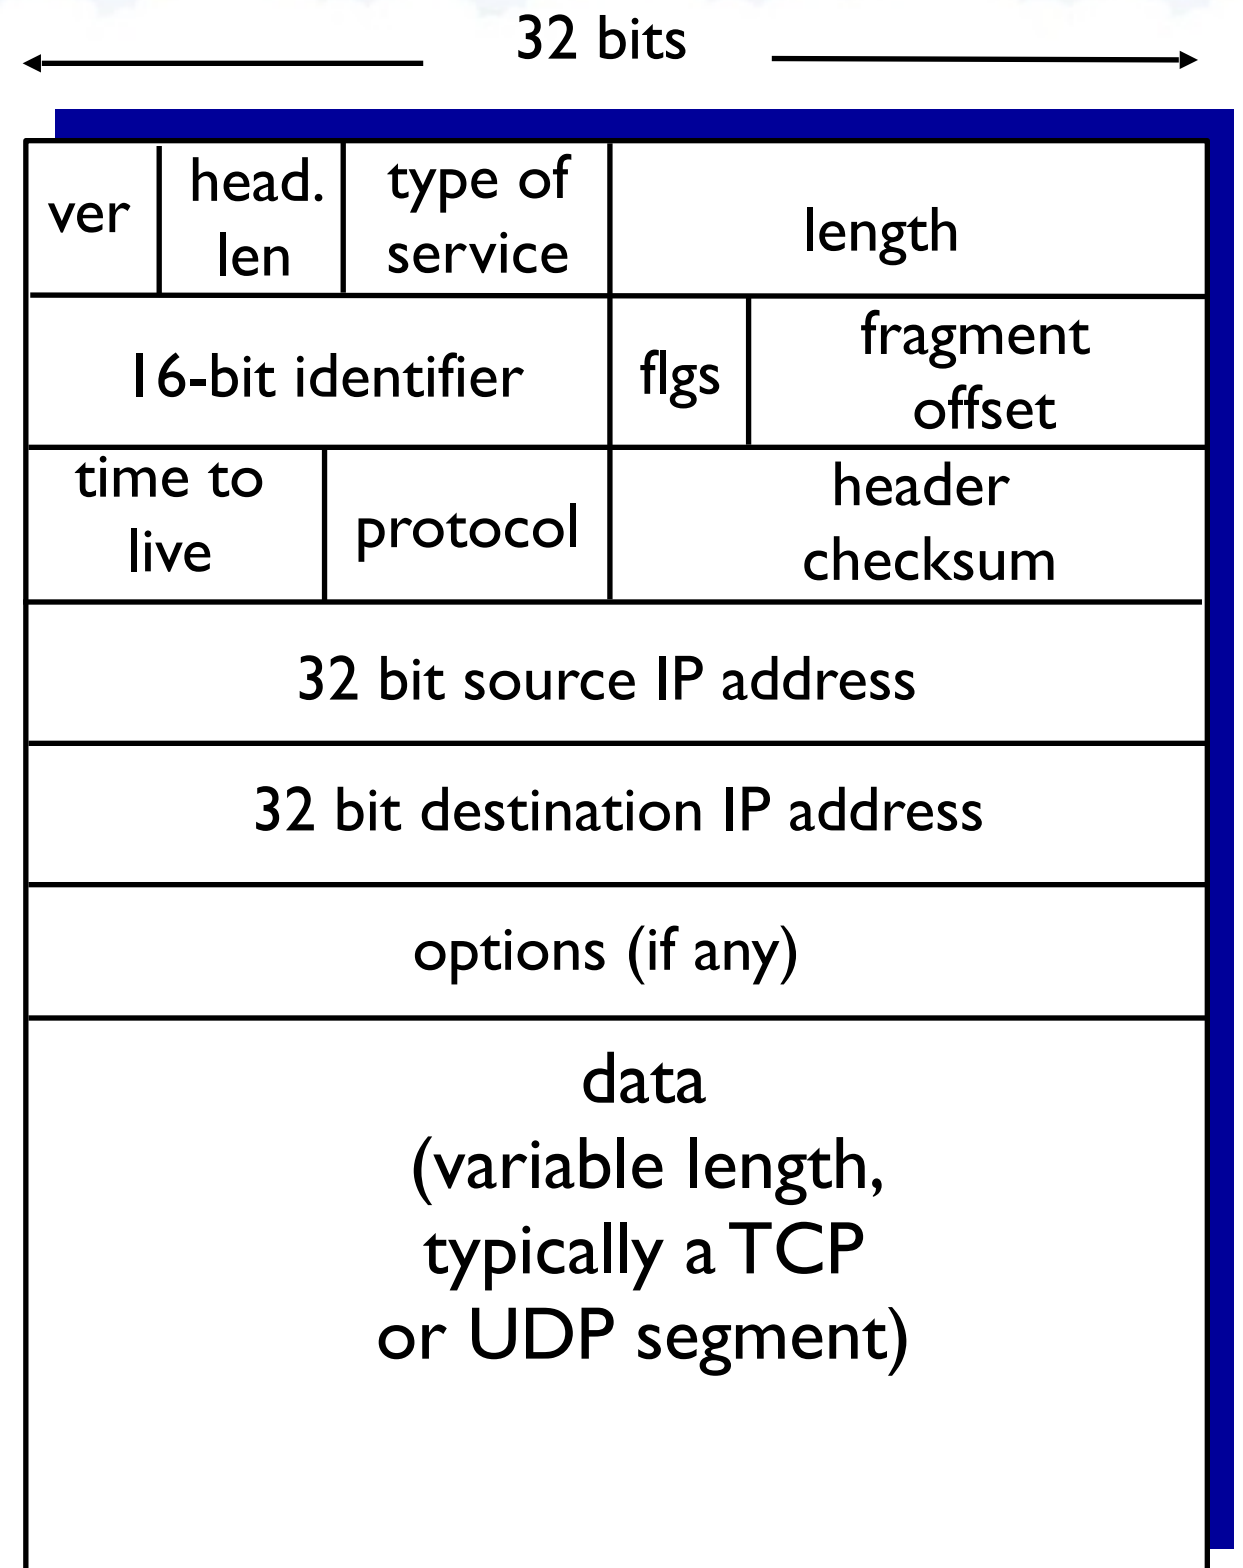 32 bits
ver
head.
len
type of
service
length
16-bit identifier
flgs
fragment
offset
time to
live
protocol
header
checksum
32 bit source IP address
32 bit destination IP address
options (if any)
data
(variable length,
typically a TCP
or UDP segment)